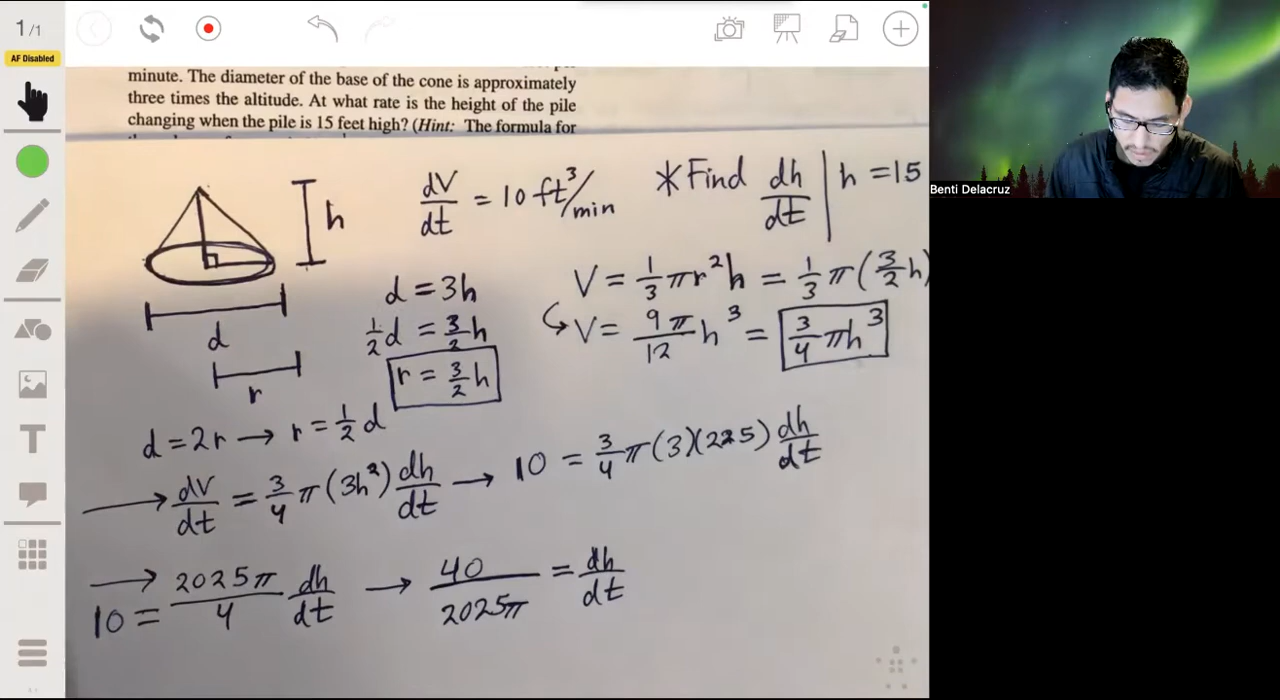 1/1
AF Disabled
minute. The diameter of the base of the cone is approximately
three times the altitude. At what rate is the height of the pile
changing when the pile is 15 feet high? (Hint: The formula for
h
dV/dt = 10 ft³/min
*Find dh/dt | h = 15
d
r
d = 3h
½d = 3/2 h
r = 3/2 h
V = 1/3 πr²h = 1/3 π(3/2 h)
↳ V = 9π/12 h³ = 3/4 πh³
d = 2r → r = ½ d
→ dV/dt = 3/4 π(3h²) dh/dt → 10 = 3/4 π(3)(225) dh/dt
→ 10 = 2025π/4 dh/dt → 40/2025π = dh/dt
Benti Delacruz
T